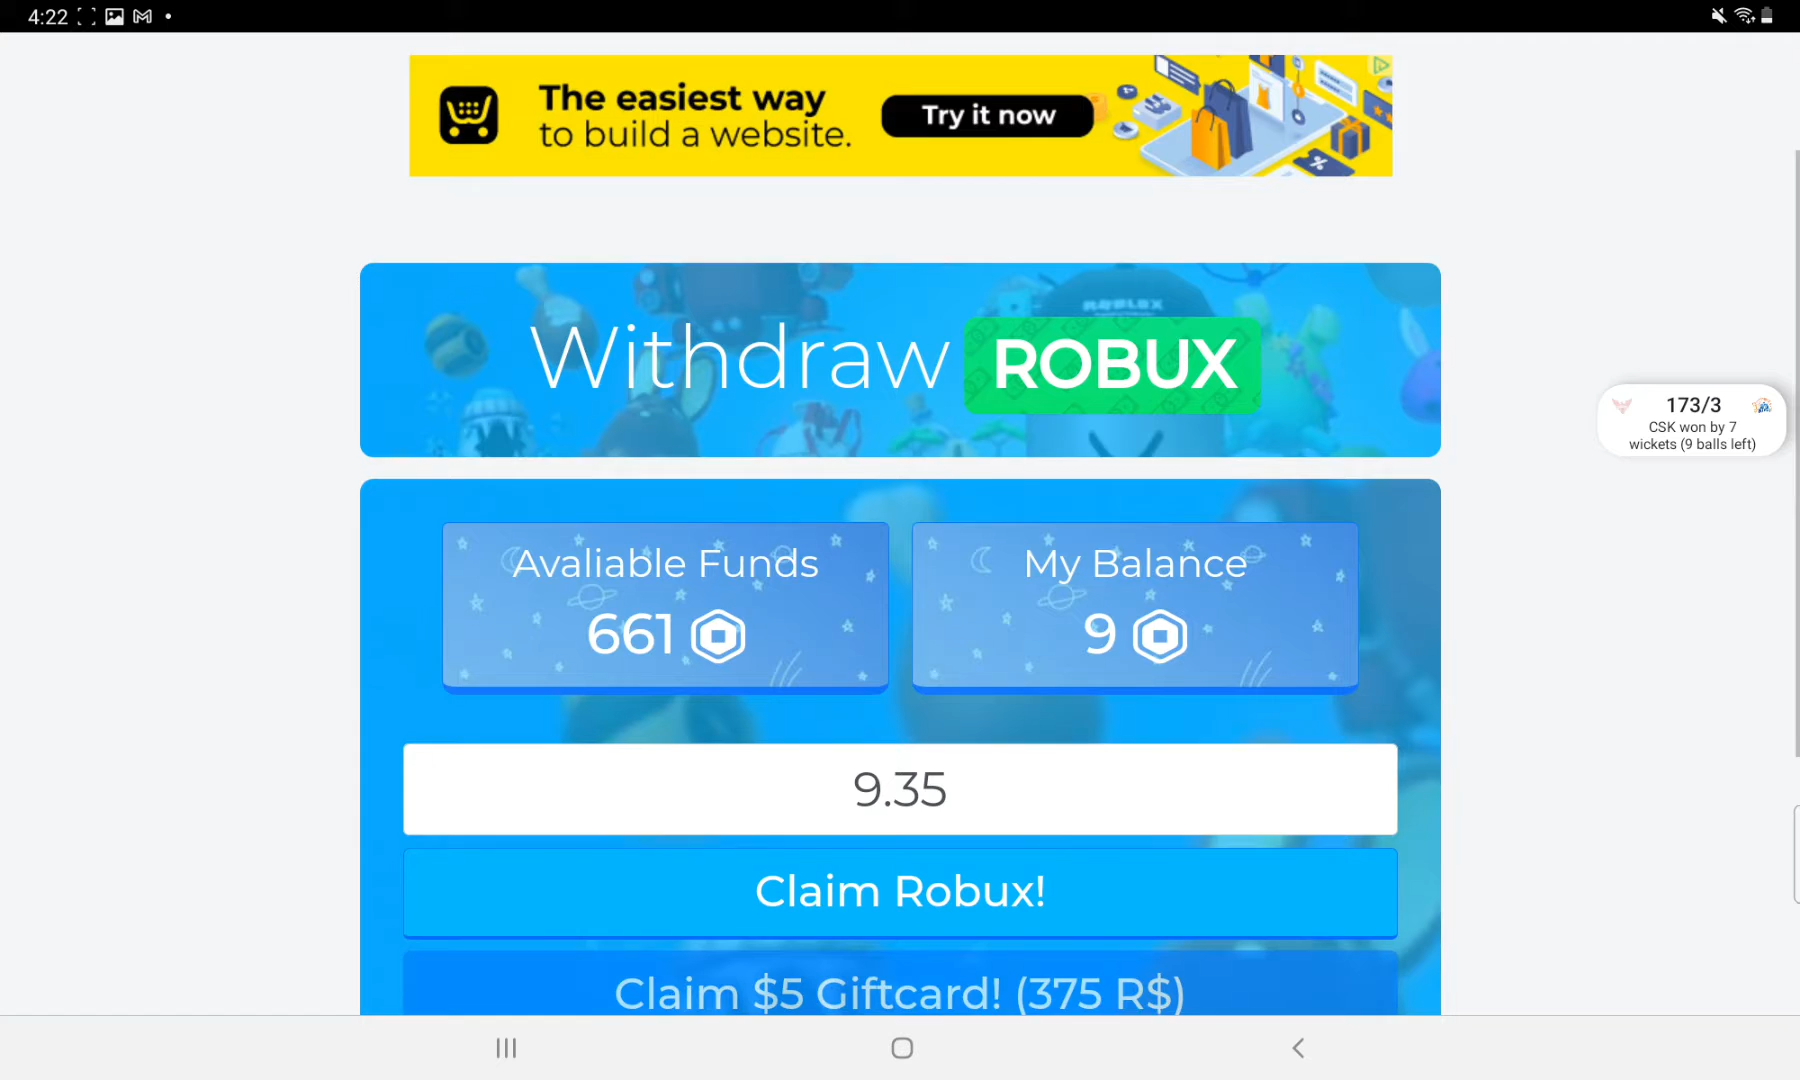 4:22
The easiest way
to build a website.
Try it now
ROBLOX
Withdraw ROBUX
173/3
CSK won by 7
wickets (9 balls left)
Avaliable Funds
661
My Balance
9
9.35
Claim Robux!
Claim $5 Giftcard! (375 R$)